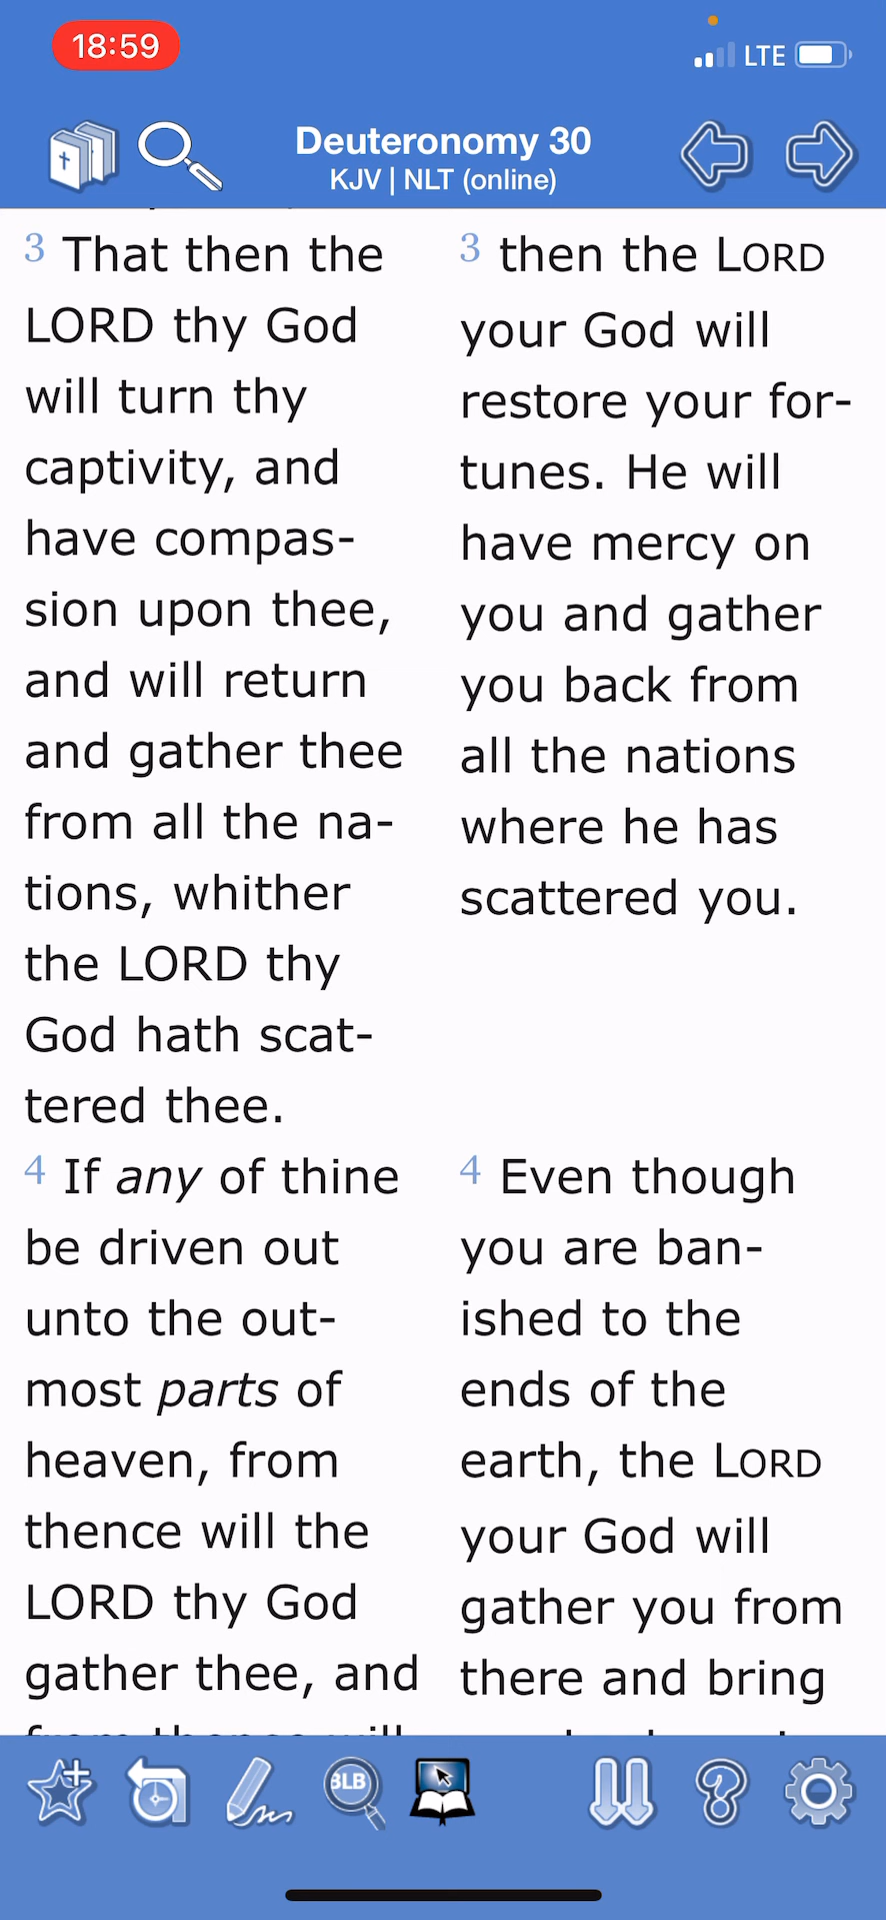 18:59
LTE
Deuteronomy 30
KJV | NLT (online)
3 That then the
LORD thy God
will turn thy
captivity, and
have compas-
sion upon thee,
and will return
and gather thee
from all the na-
tions, whither
the LORD thy
God hath scat-
tered thee.
4 If any of thine
be driven out
unto the out-
most parts of
heaven, from
thence will the
LORD thy God
gather thee, and
from thence will
3 then the LORD
your God will
restore your for-
tunes. He will
have mercy on
you and gather
you back from
all the nations
where he has
scattered you.
4 Even though
you are ban-
ished to the
ends of the
earth, the LORD
your God will
gather you from
there and bring
BLB